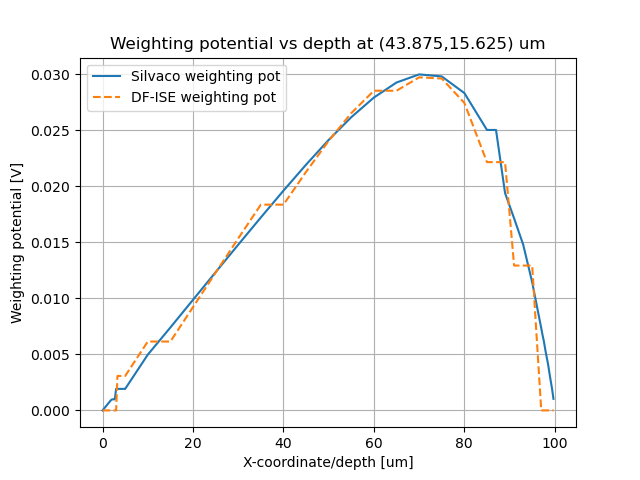 Weighting potential vs depth at (43.875,15.625) um
Silvaco weighting pot
DF-ISE weighting pot
0.030
0.025
0.020
0.015
0.010
0.005
0.000
Weighting potential [V]
0
20
40
60
80
100
X-coordinate/depth [um]